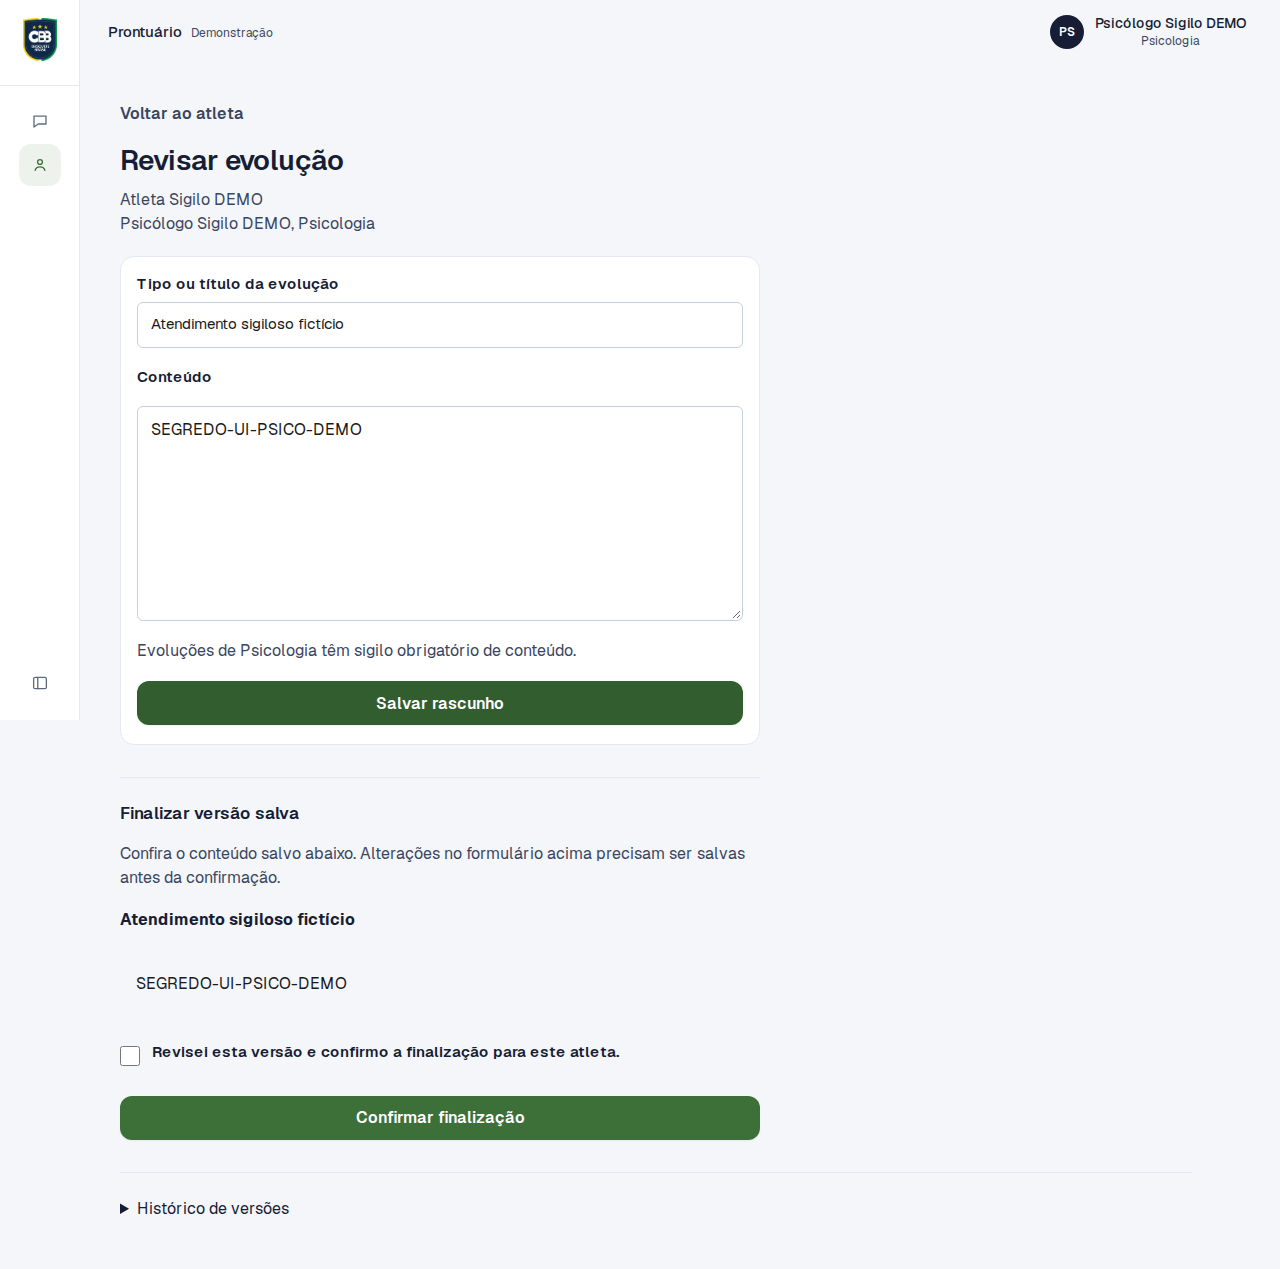 CBB
Prontuário Demonstração
PS
Psicólogo Sigilo DEMO
Psicologia
Voltar ao atleta
Revisar evolução
Atleta Sigilo DEMO
Psicólogo Sigilo DEMO, Psicologia
Tipo ou título da evolução
Atendimento sigiloso fictício
Conteúdo
SEGREDO-UI-PSICO-DEMO
Evoluções de Psicologia têm sigilo obrigatório de conteúdo.
Salvar rascunho
Finalizar versão salva
Confira o conteúdo salvo abaixo. Alterações no formulário acima precisam ser salvas
antes da confirmação.
Atendimento sigiloso fictício
SEGREDO-UI-PSICO-DEMO
Revisei esta versão e confirmo a finalização para este atleta.
Confirmar finalização
Histórico de versões